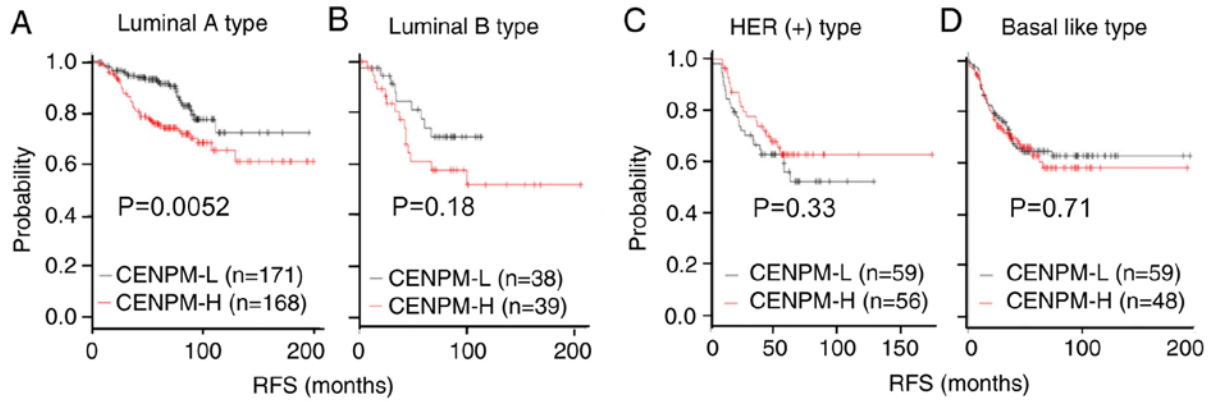 A Luminal A type
Probability
1.0
0.8
0.6
0.4
0.2
0.0
P=0.0052
CENPM-L (n=171)
CENPM-H (n=168)
0 100 200
B Luminal B type
P=0.18
CENPM-L (n=38)
CENPM-H (n=39)
0 100 200
RFS (months)
C HER (+) type
Probability
1.0
0.8
0.6
0.4
0.2
0.0
P=0.33
CENPM-L (n=59)
CENPM-H (n=56)
0 50 100 150
D Basal like type
P=0.71
CENPM-L (n=59)
CENPM-H (n=48)
0 100 200
RFS (months)